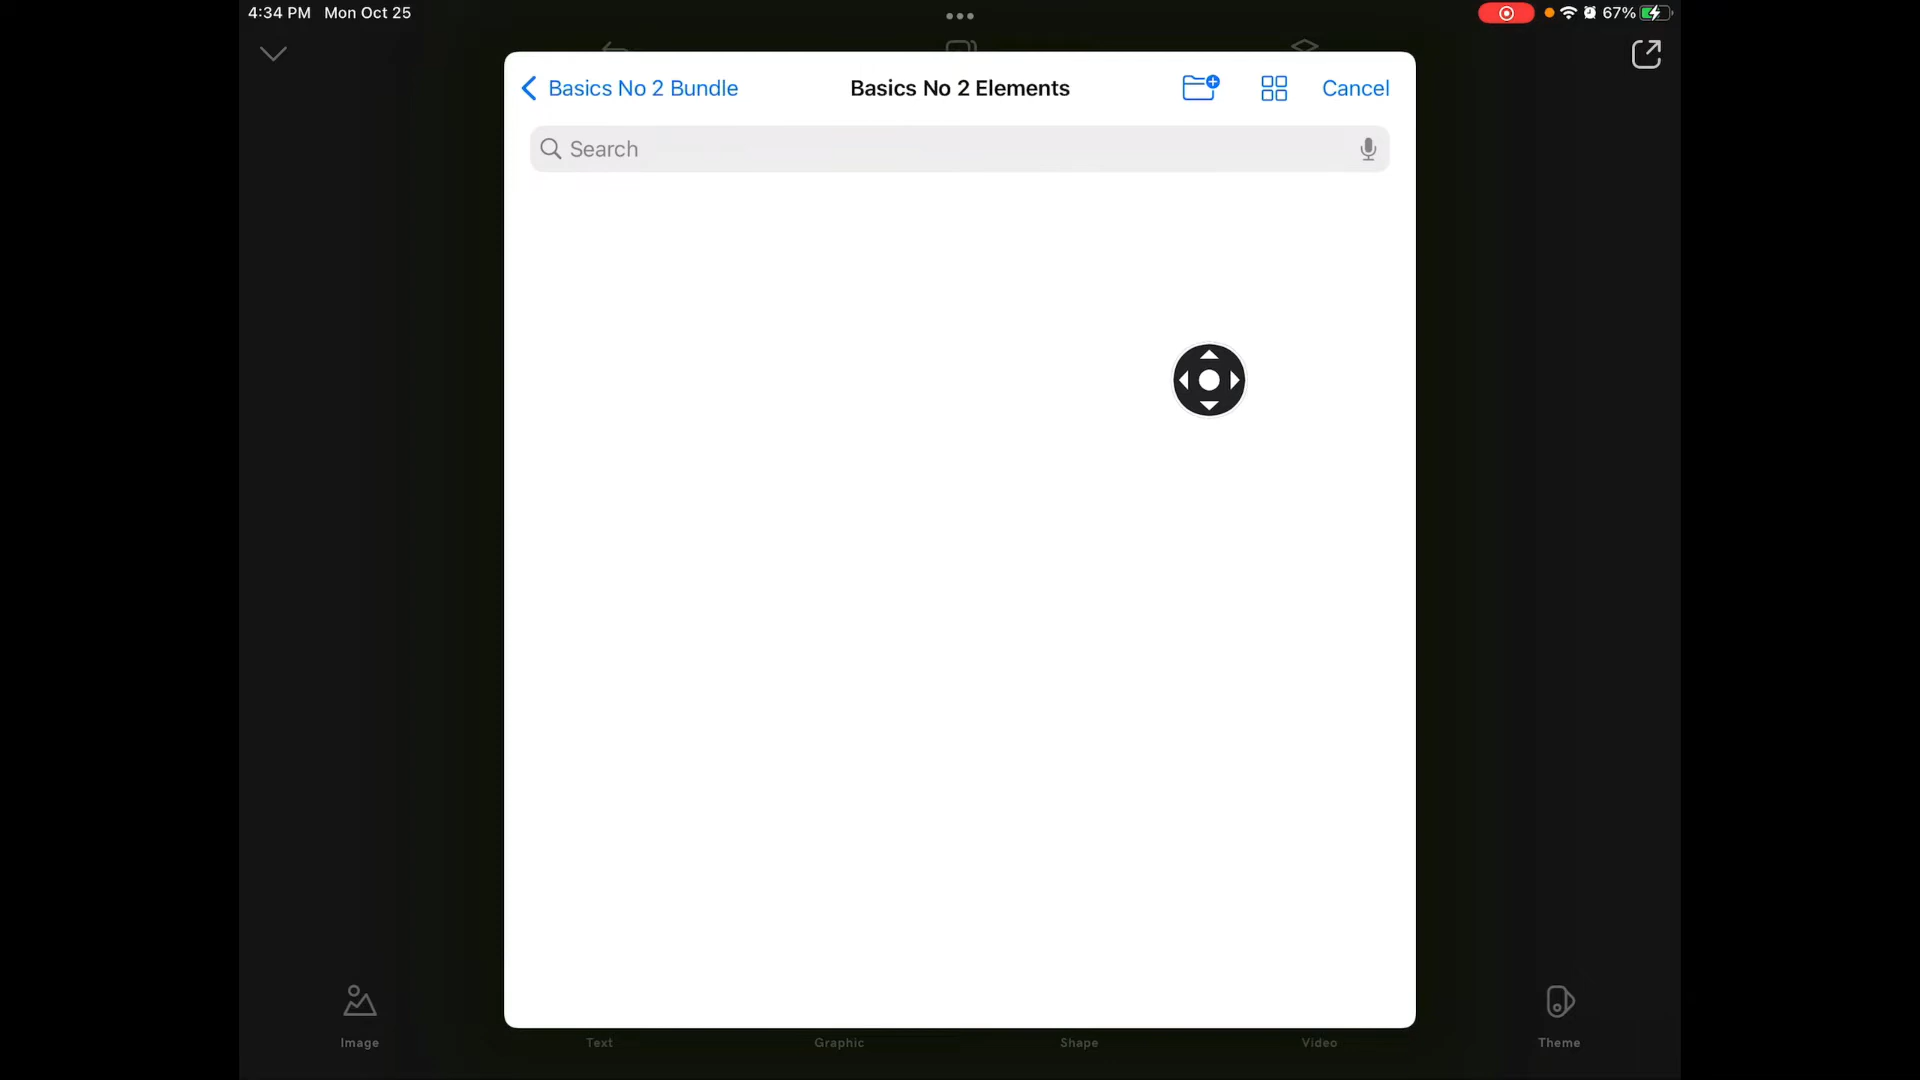 4:34 PM Mon Oct 25
67%
Basics No 2 Bundle
Basics No 2 Elements
Cancel
Search
Image
Text
Graphic
Shape
Video
Theme